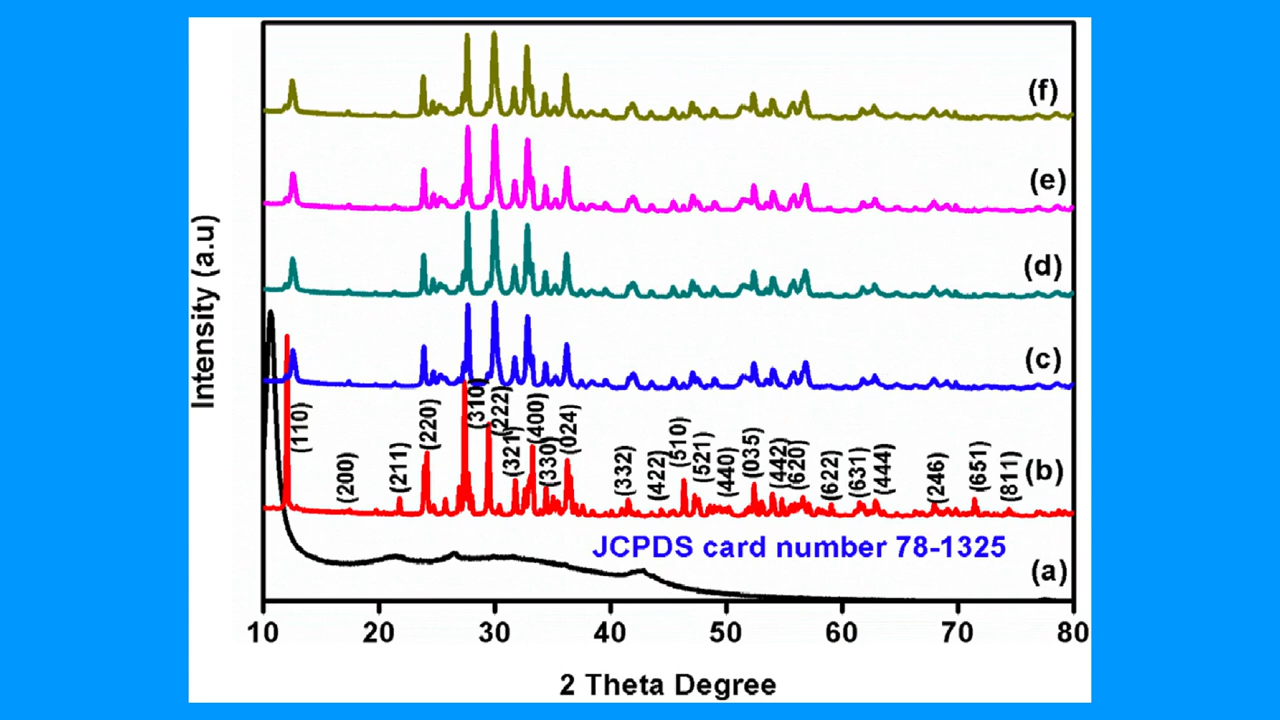 (f)
(e)
(d)
(c)
Intensity (a.u)
(110)
(200)
(211)
(220)
(310)
(222)
(321)
(400)
(330)
(024)
(332)
(422)
(510)
(521)
(440)
(035)
(442)
(620)
(622)
(631)
(444)
(246)
(651)
(811)
(b)
JCPDS card number 78-1325
(a)
10 20 30 40 50 60 70 80
2 Theta Degree